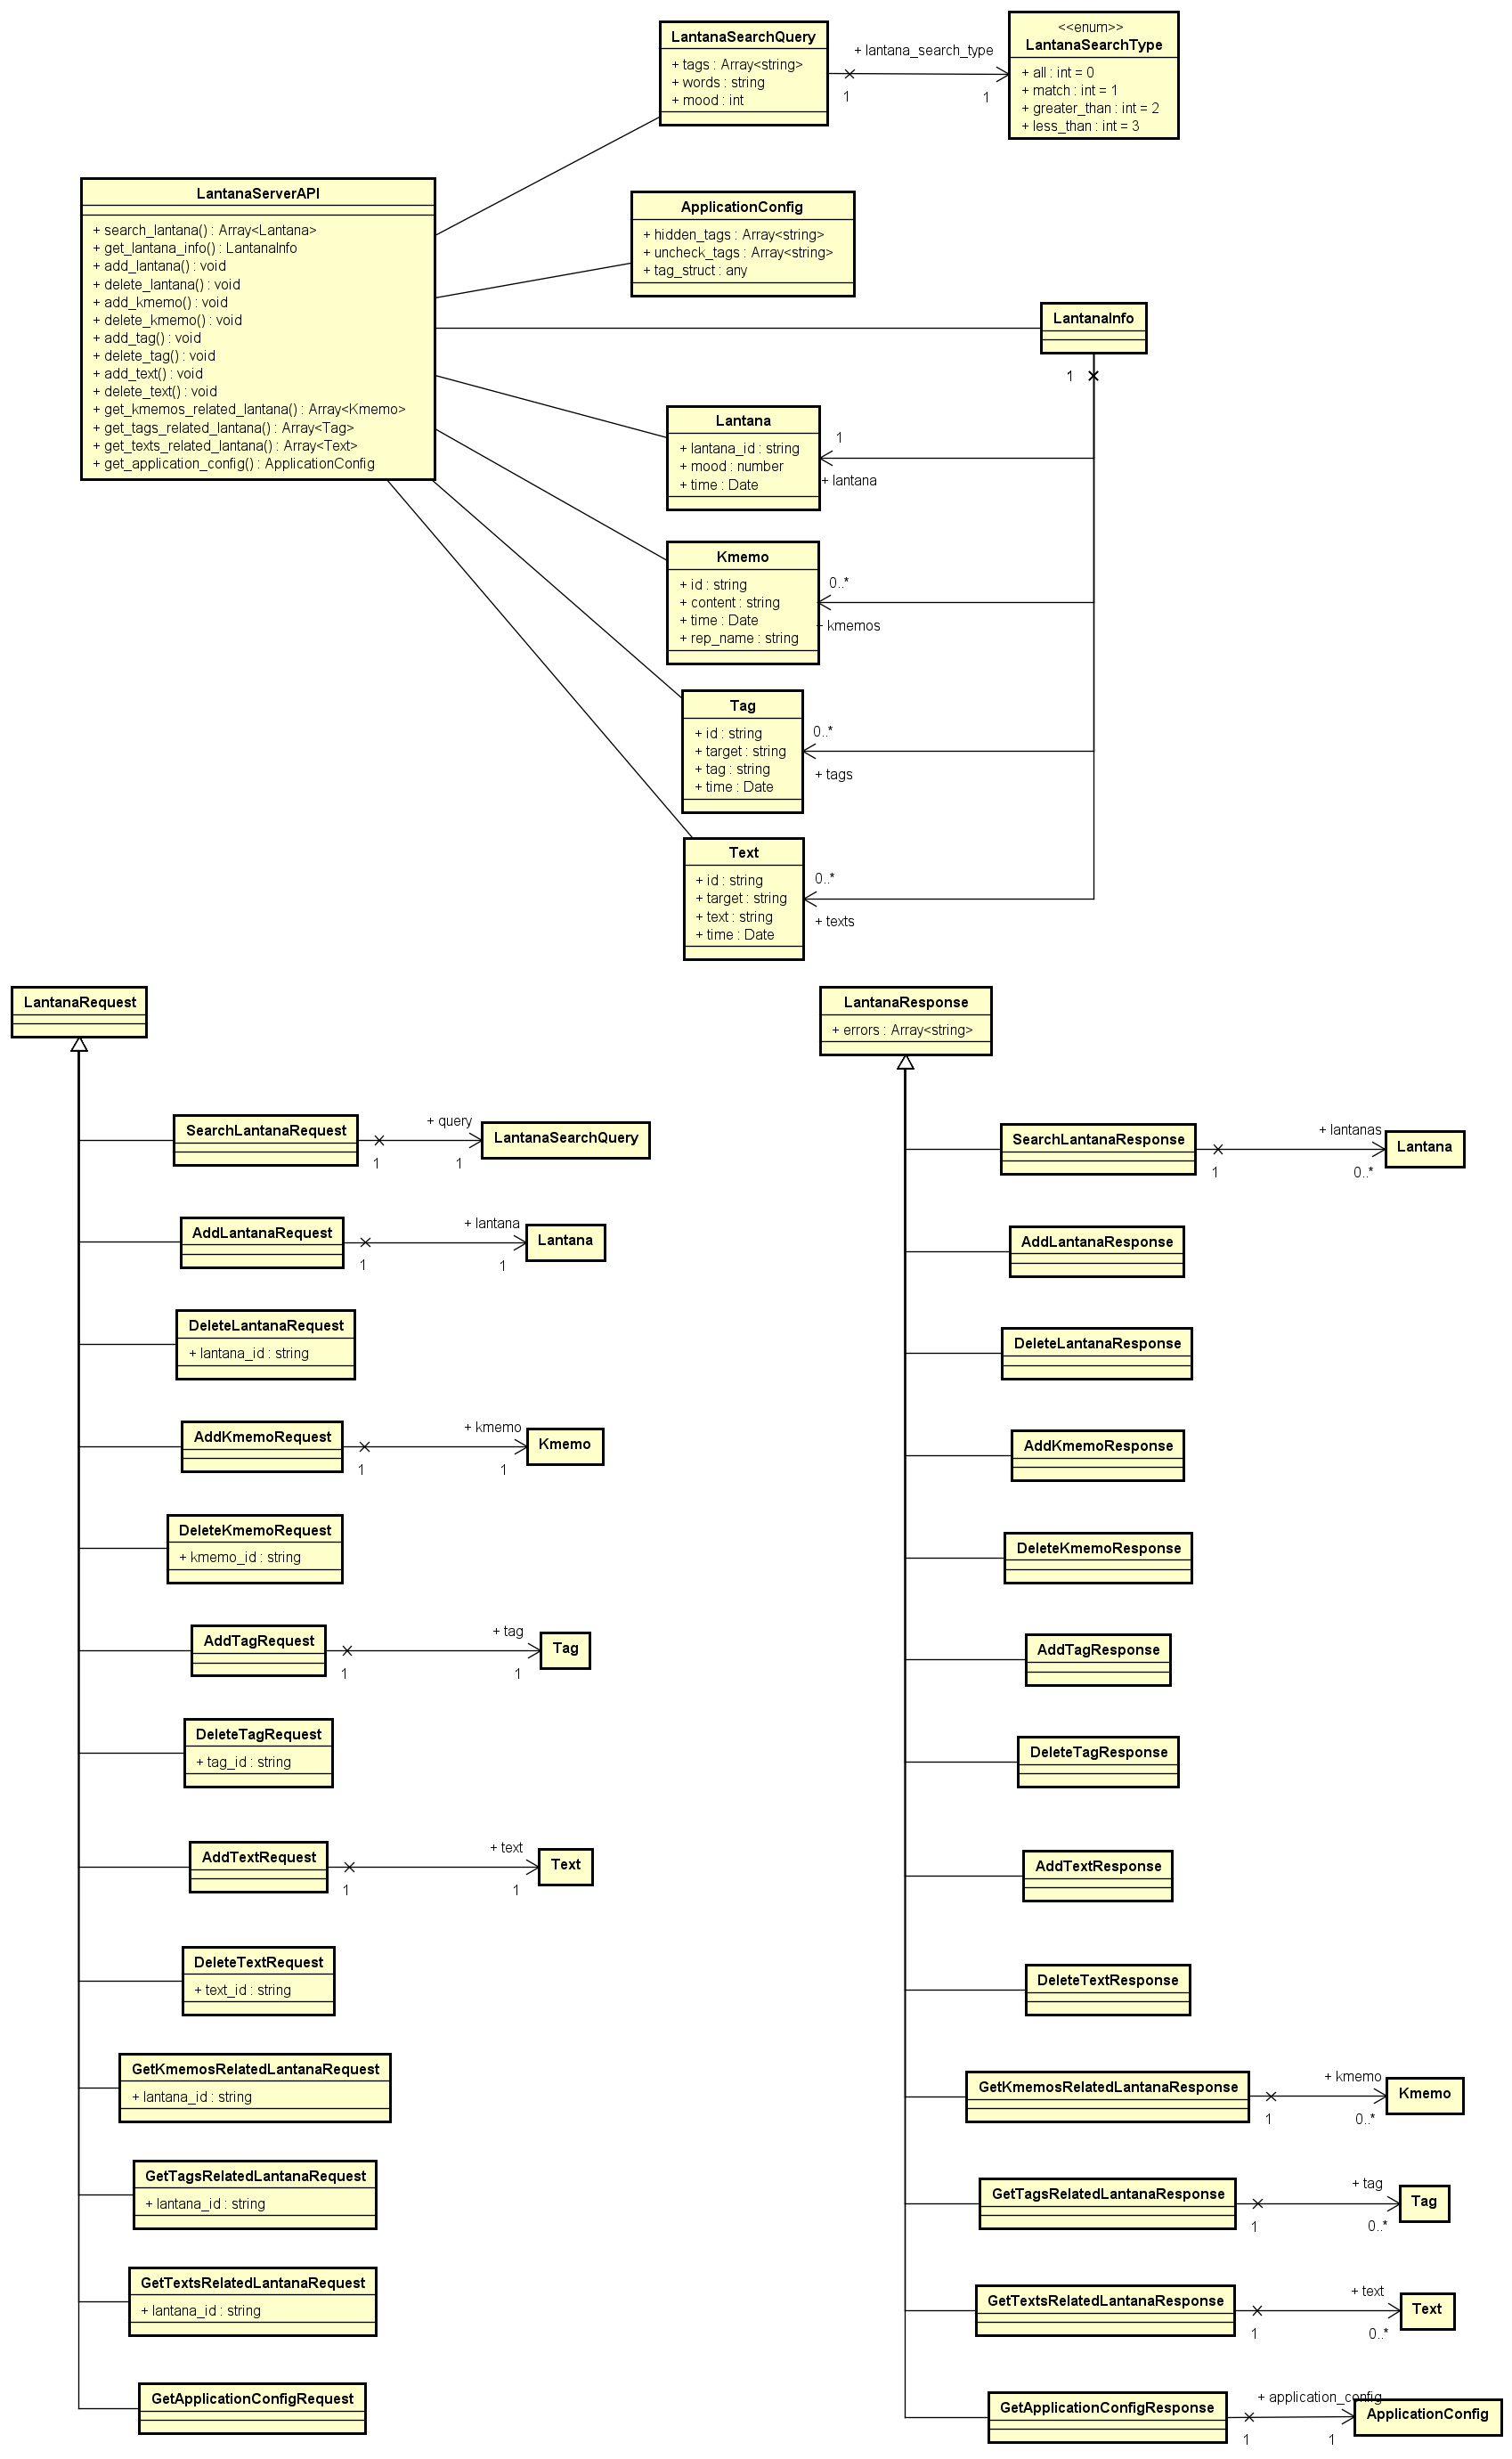 LantanaSearchQuery
+ tags : Array<string>
+ words : string
+ mood : int
+ lantana_search_type
1
1
<<enum>>
LantanaSearchType
+ all : int = 0
+ match : int = 1
+ greater_than : int = 2
+ less_than : int = 3
LantanaServerAPI
+ search_lantana() : Array<Lantana>
+ get_lantana_info() : LantanaInfo
+ add_lantana() : void
+ delete_lantana() : void
+ add_kmemo() : void
+ delete_kmemo() : void
+ add_tag() : void
+ delete_tag() : void
+ add_text() : void
+ delete_text() : void
+ get_kmemos_related_lantana() : Array<Kmemo>
+ get_tags_related_lantana() : Array<Tag>
+ get_texts_related_lantana() : Array<Text>
+ get_application_config() : ApplicationConfig
ApplicationConfig
+ hidden_tags : Array<string>
+ uncheck_tags : Array<string>
+ tag_struct : any
LantanaInfo
1
Lantana
+ lantana_id : string
+ mood : number
+ time : Date
1
+ lantana
Kmemo
+ id : string
+ content : string
+ time : Date
+ rep_name : string
0..*
+ kmemos
Tag
+ id : string
+ target : string
+ tag : string
+ time : Date
0..*
+ tags
Text
+ id : string
+ target : string
+ text : string
+ time : Date
0..*
+ texts
LantanaRequest
SearchLantanaRequest
+ query
1
1
LantanaSearchQuery
AddLantanaRequest
+ lantana
1
1
Lantana
DeleteLantanaRequest
+ lantana_id : string
AddKmemoRequest
+ kmemo
1
1
Kmemo
DeleteKmemoRequest
+ kmemo_id : string
AddTagRequest
+ tag
1
1
Tag
DeleteTagRequest
+ tag_id : string
AddTextRequest
+ text
1
1
Text
DeleteTextRequest
+ text_id : string
GetKmemosRelatedLantanaRequest
+ lantana_id : string
GetTagsRelatedLantanaRequest
+ lantana_id : string
GetTextsRelatedLantanaRequest
+ lantana_id : string
GetApplicationConfigRequest
LantanaResponse
+ errors : Array<string>
SearchLantanaResponse
+ lantanas
1
0..*
Lantana
AddLantanaResponse
DeleteLantanaResponse
AddKmemoResponse
DeleteKmemoResponse
AddTagResponse
DeleteTagResponse
AddTextResponse
DeleteTextResponse
GetKmemosRelatedLantanaResponse
+ kmemo
1
0..*
Kmemo
GetTagsRelatedLantanaResponse
+ tag
1
0..*
Tag
GetTextsRelatedLantanaResponse
+ text
1
0..*
Text
GetApplicationConfigResponse
+ application_config
1
1
ApplicationConfig